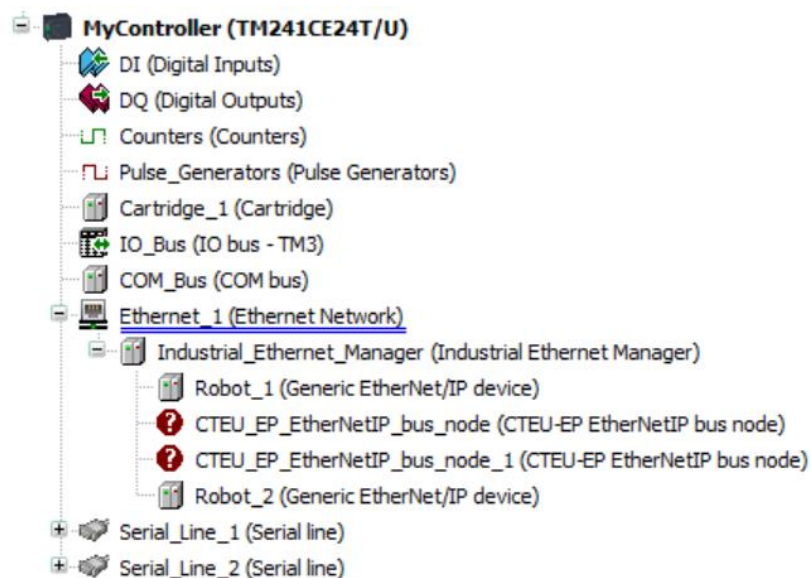 MyController (TM241CE24T/U)
DI (Digital Inputs)
DQ (Digital Outputs)
Counters (Counters)
Pulse_Generators (Pulse Generators)
Cartridge_1 (Cartridge)
IO_Bus (IO bus - TM3)
COM_Bus (COM bus)
Ethernet_1 (Ethernet Network)
Industrial_Ethernet_Manager (Industrial Ethernet Manager)
Robot_1 (Generic EtherNet/IP device)
CTEU_EP_EtherNetIP_bus_node (CTEU-EP EtherNetIP bus node)
CTEU_EP_EtherNetIP_bus_node_1 (CTEU-EP EtherNetIP bus node)
Robot_2 (Generic EtherNet/IP device)
Serial_Line_1 (Serial line)
Serial_Line_2 (Serial line)